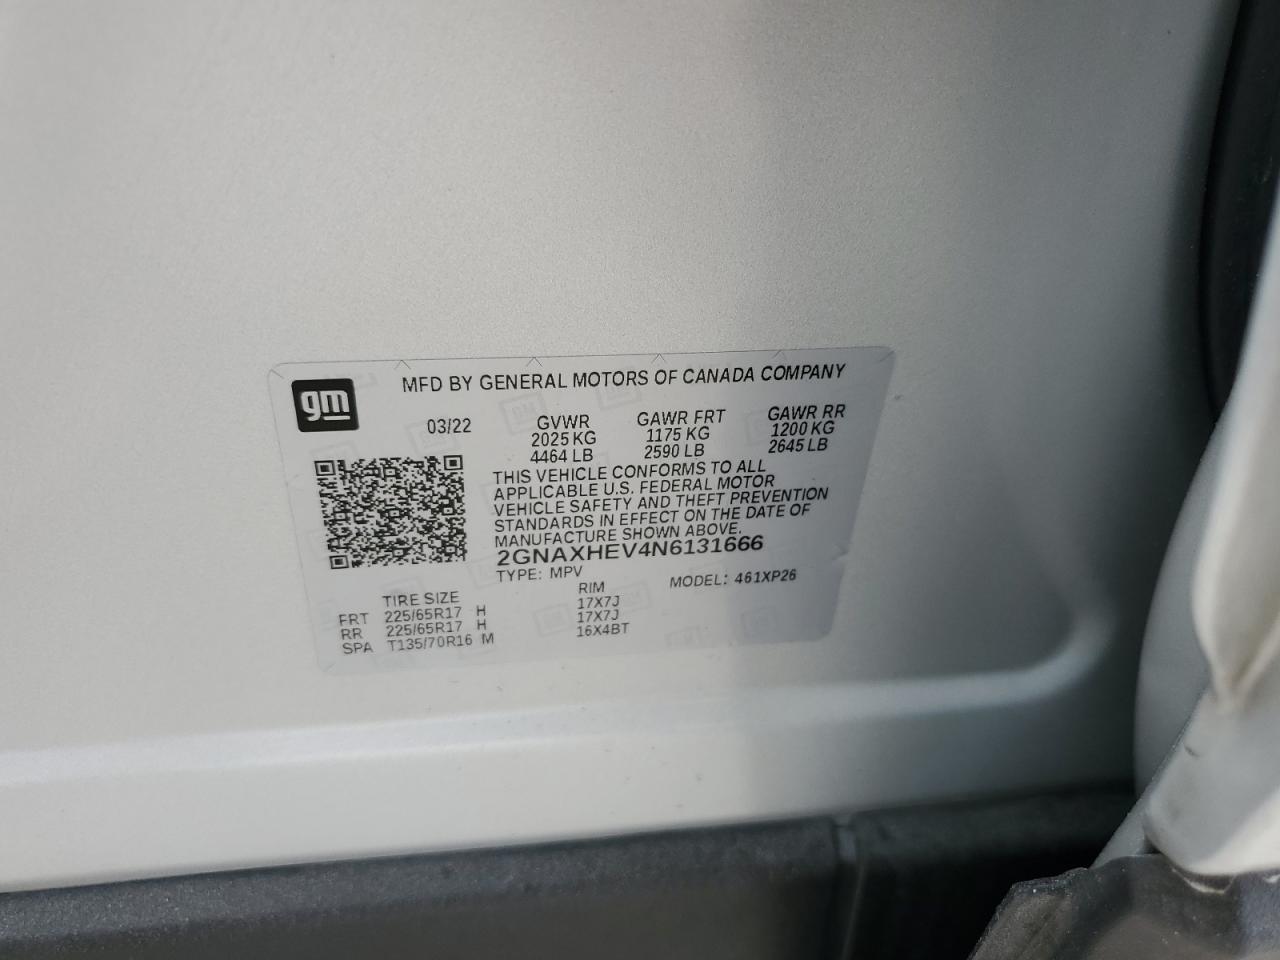 gm
MFD BY GENERAL MOTORS OF CANADA COMPANY
03/22 GVWR GAWR FRT GAWR RR
2025 KG 1175 KG 1200 KG
4464 LB 2590 LB 2645 LB
THIS VEHICLE CONFORMS TO ALL
APPLICABLE U.S. FEDERAL MOTOR
VEHICLE SAFETY AND THEFT PREVENTION
STANDARDS IN EFFECT ON THE DATE OF
MANUFACTURE SHOWN ABOVE.
2GNAXHEV4N6131666
TYPE: MPV MODEL: 461XP26
TIRE SIZE RIM
FRT 225/65R17 H 17X7J
RR 225/65R17 H 17X7J
SPA T135/70R16 M 16X4BT